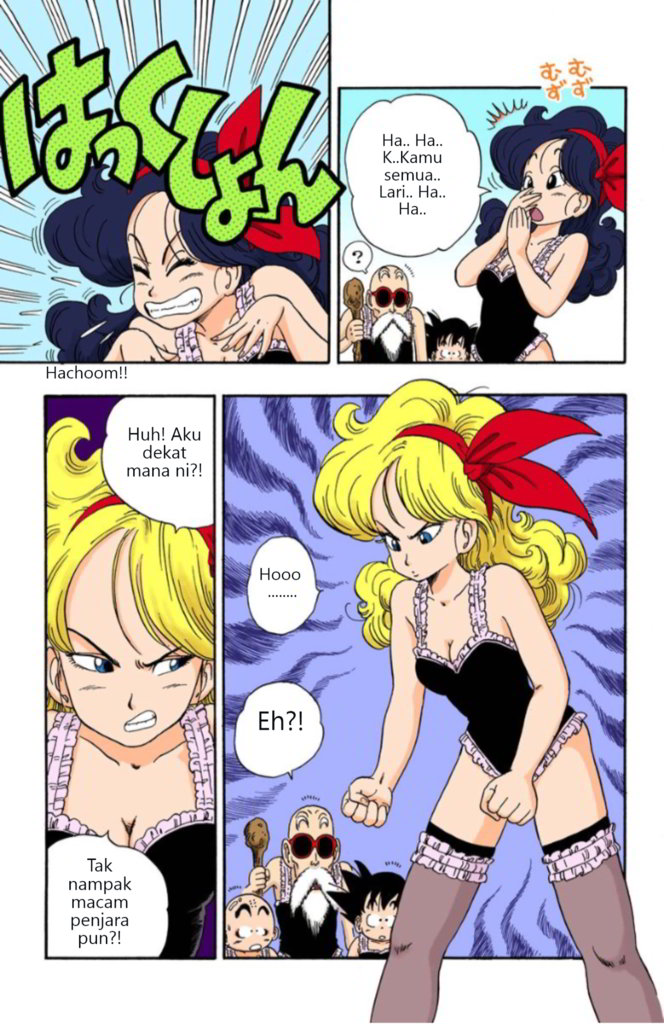 はっくしょん
Hachoom!!
むず
むず
Ha.. Ha..
K..Kamu
semua..
Lari.. Ha..
Ha..
?
Huh! Aku
dekat
mana ni?!
Tak
nampak
macam
penjara
pun?!
Hooo
........
Eh?!